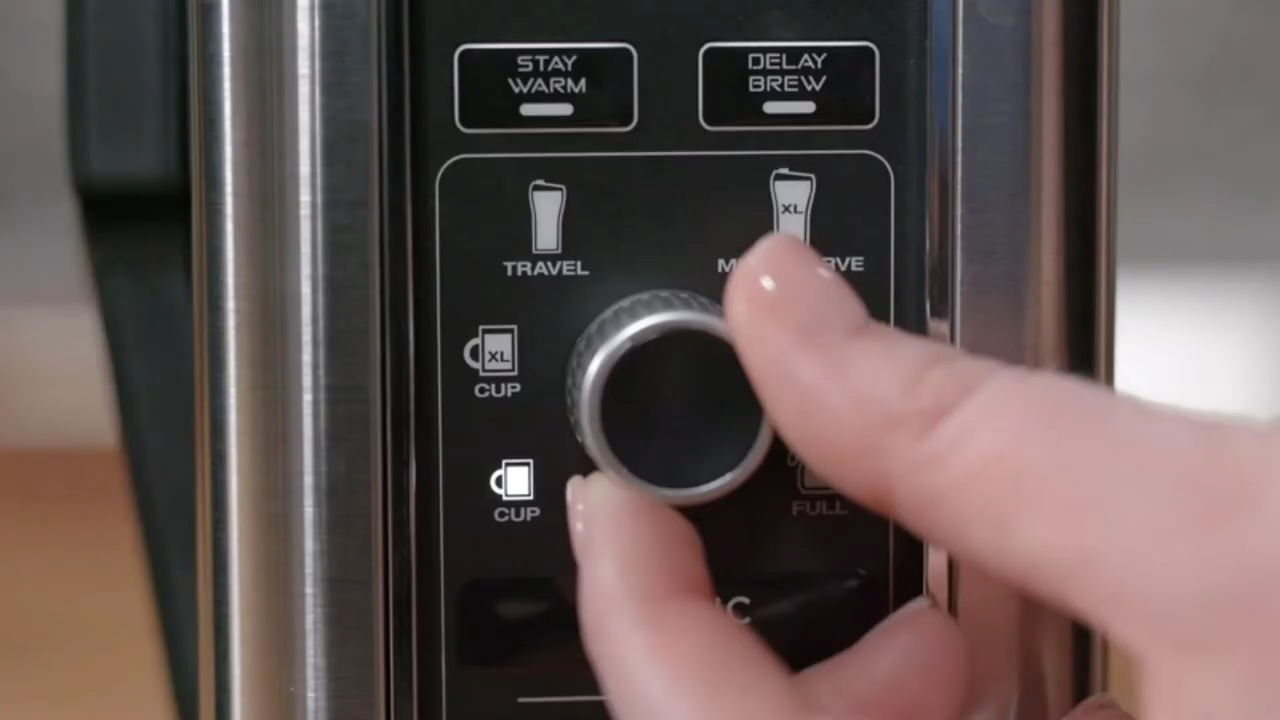 STAY
WARM
DELAY
BREW
XL
TRAVEL
XL
CUP
CUP
FULL